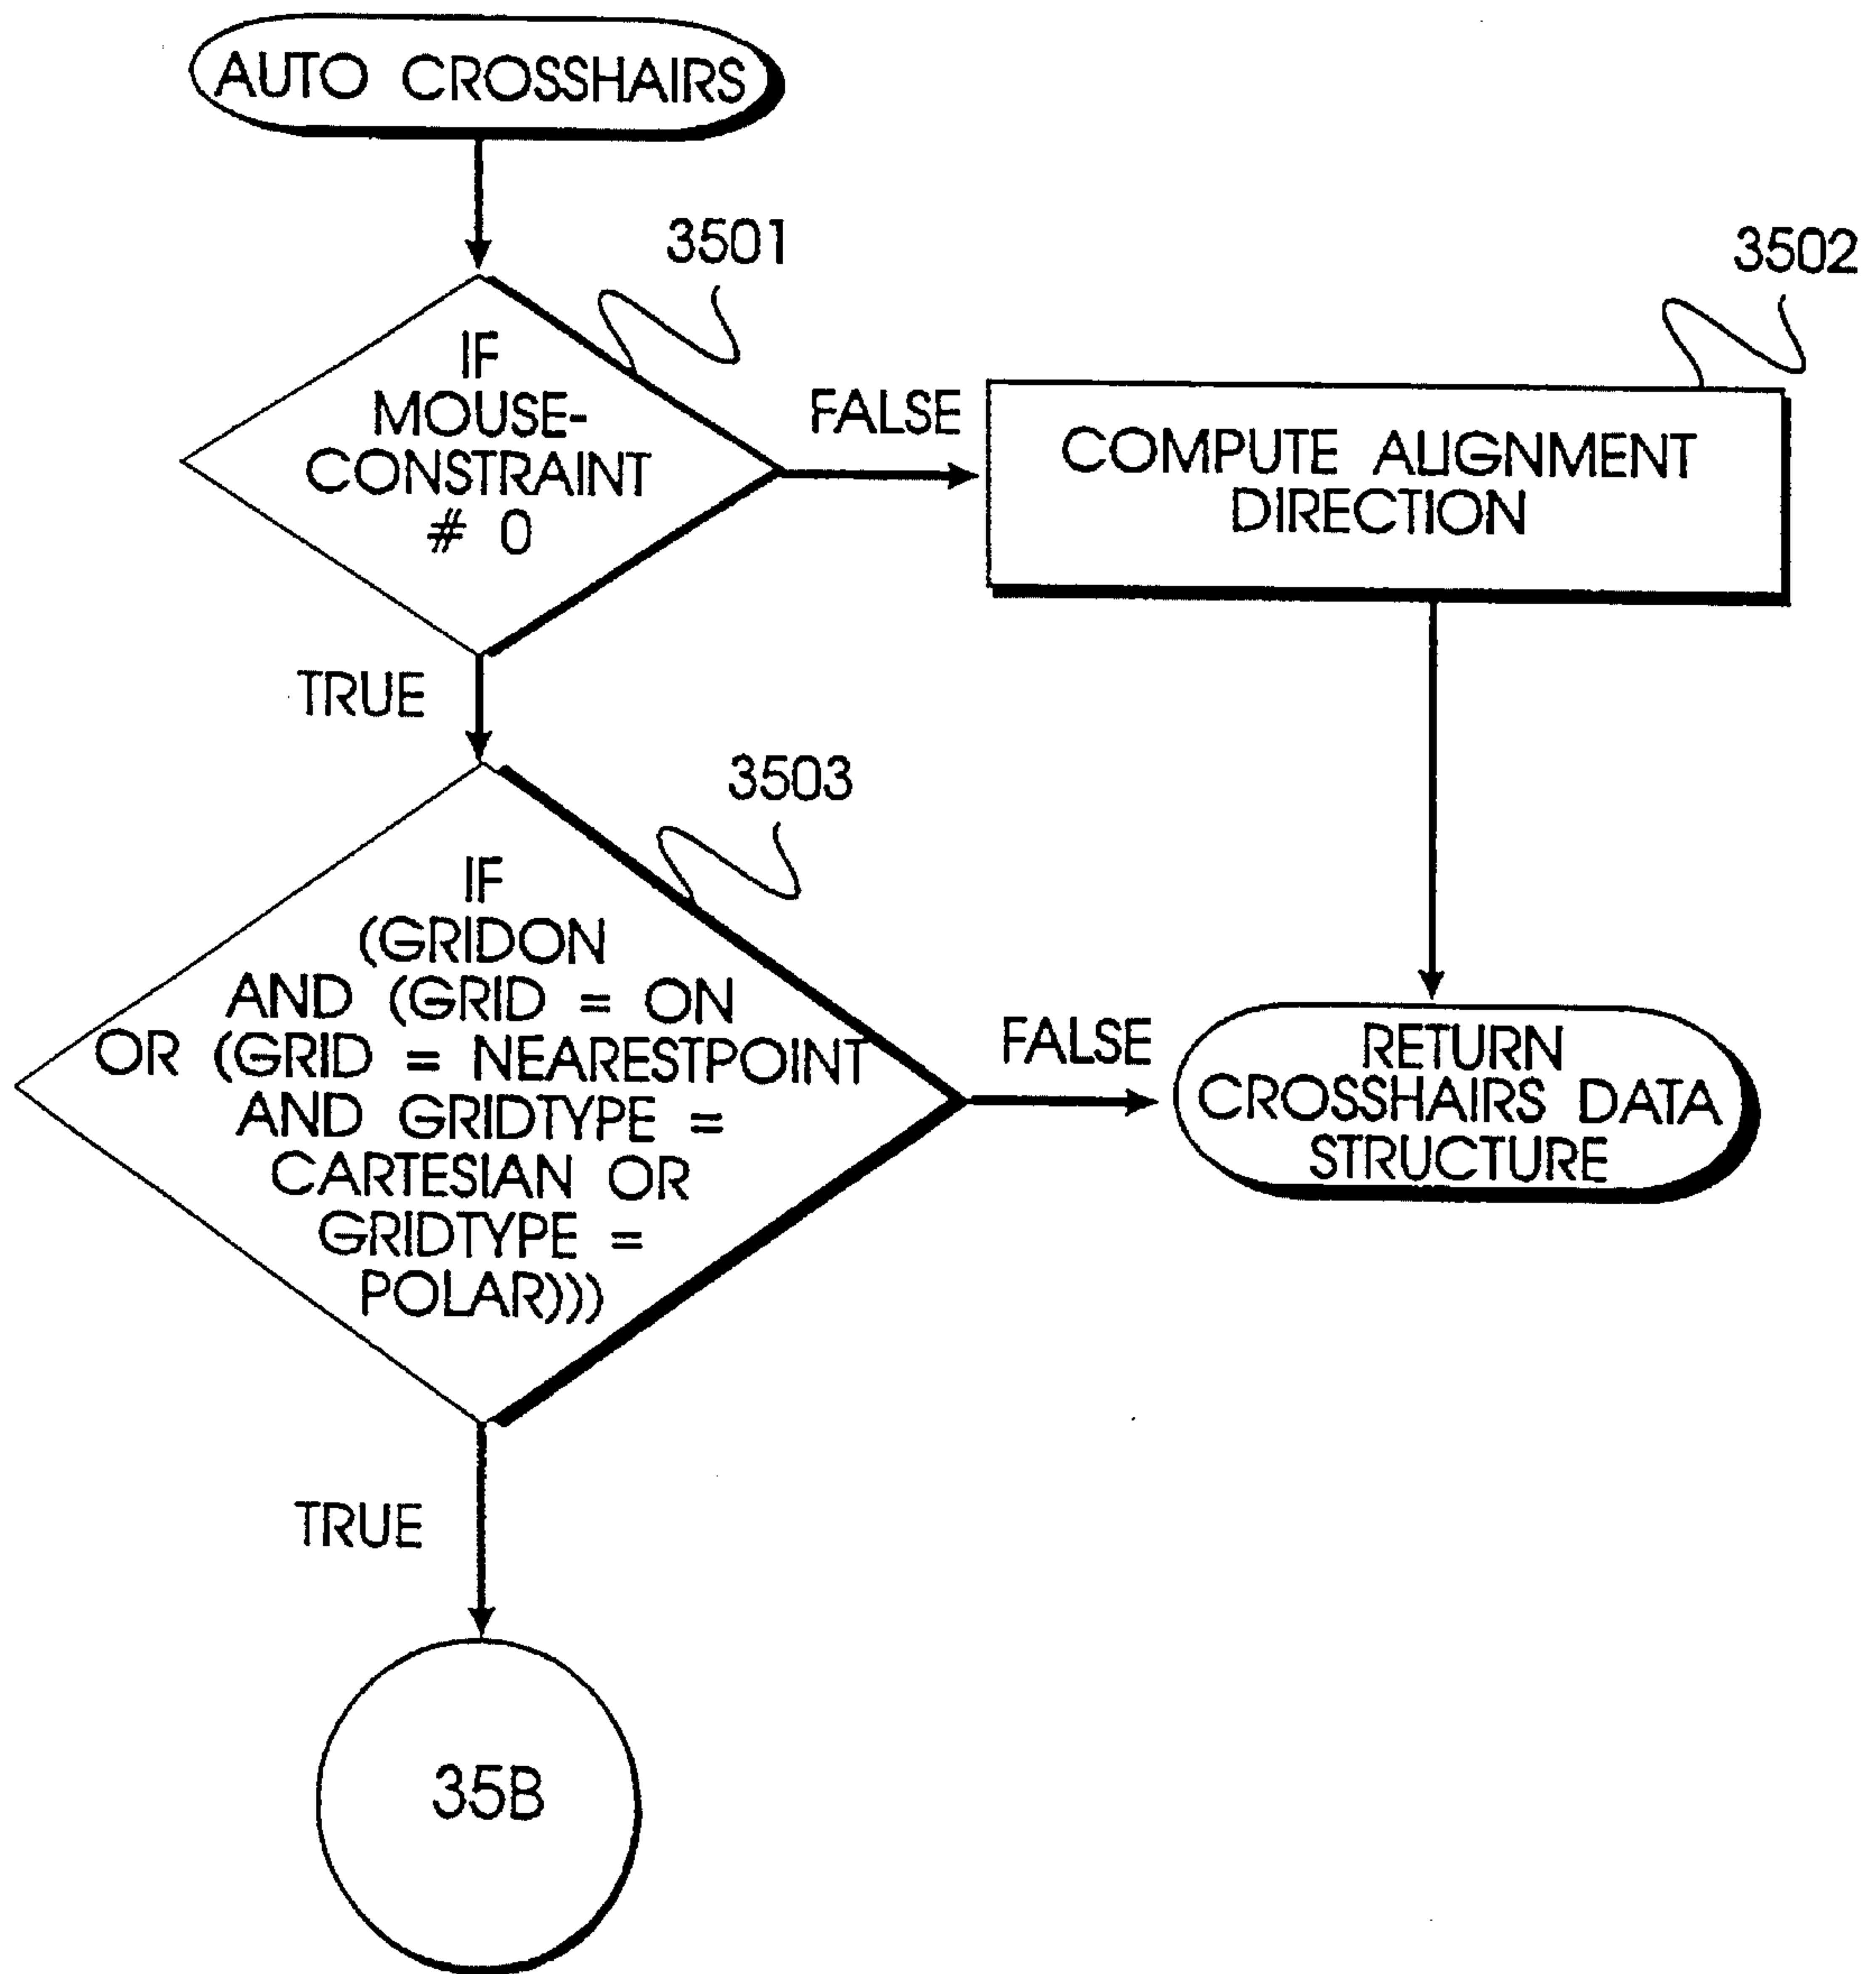 AUTO CROSSHAIRS
3501
3502
IF
MOUSE-
CONSTRAINT
# 0
FALSE
COMPUTE ALIGNMENT
DIRECTION
TRUE
3503
IF
(GRIDON
AND (GRID = ON
OR (GRID = NEARESTPOINT
AND GRIDTYPE =
CARTESIAN OR
GRIDTYPE =
POLAR)))
FALSE
RETURN
CROSSHAIRS DATA
STRUCTURE
TRUE
35B